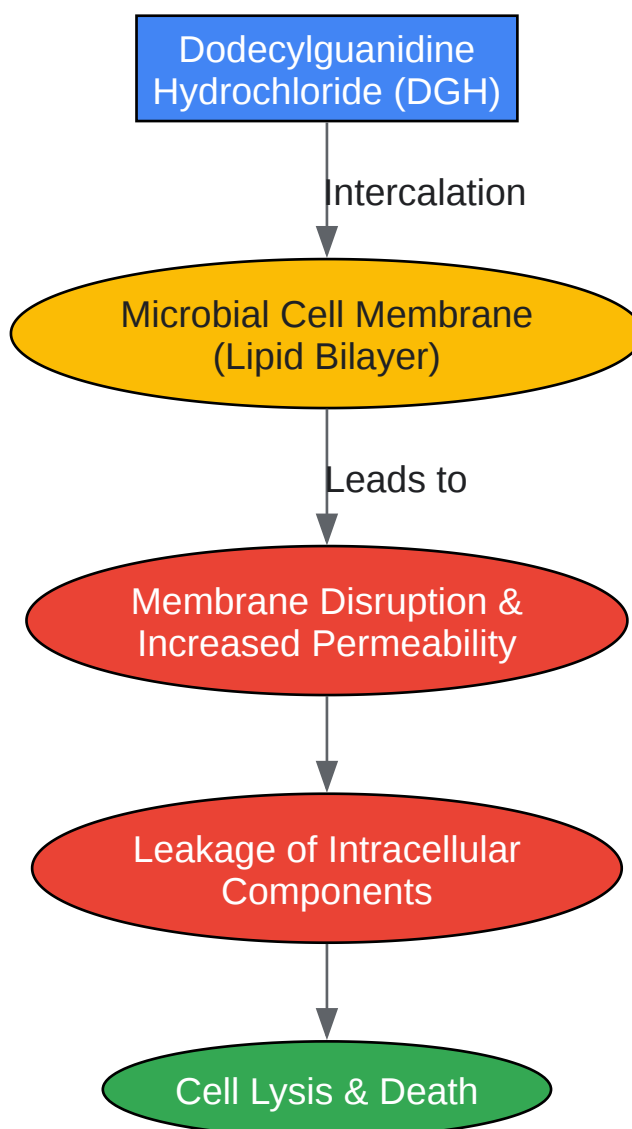 Dodecylguanidine
Hydrochloride (DGH)
Intercalation
Microbial Cell Membrane
(Lipid Bilayer)
Leads to
Membrane Disruption &
Increased Permeability
Leakage of Intracellular
Components
Cell Lysis & Death